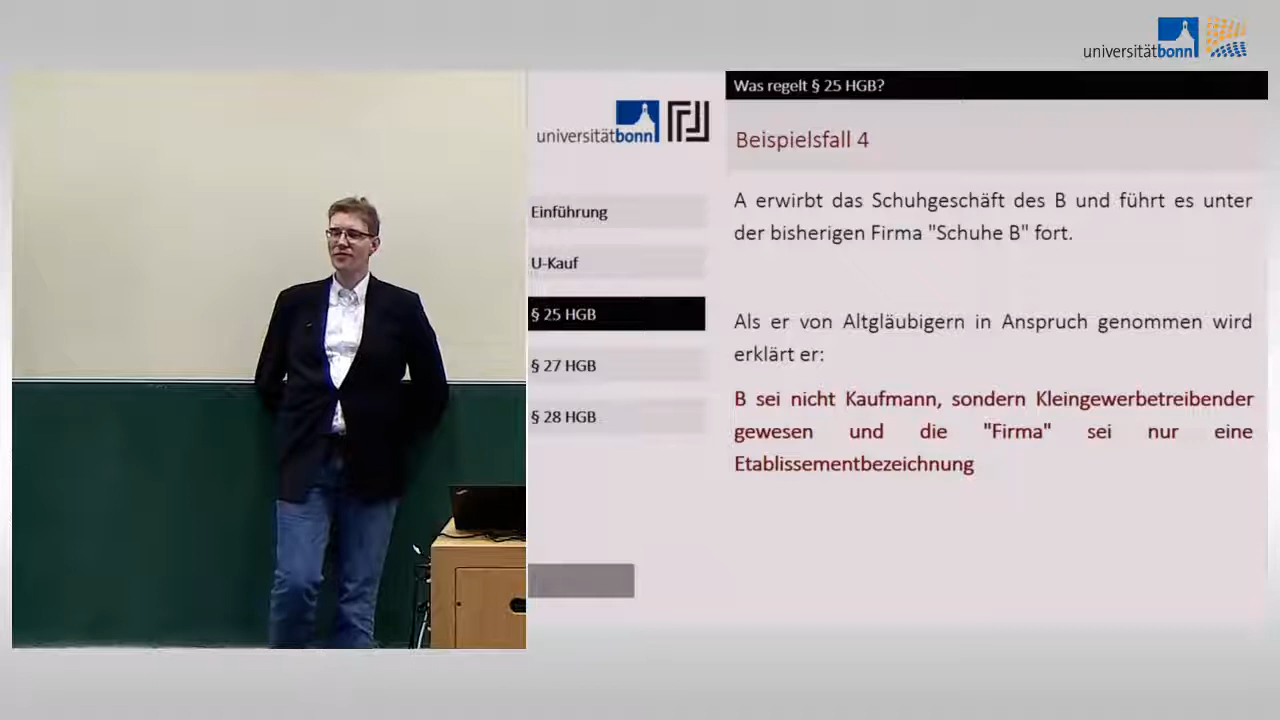 universitätbonn
Was regelt § 25 HGB?
universitätbonn
Beispielsfall 4
A erwirbt das Schuhgeschäft des B und führt es unter
der bisherigen Firma "Schuhe B" fort.
Als er von Altgläubigern in Anspruch genommen wird
erklärt er:
B sei nicht Kaufmann, sondern Kleingewerbetreibender
gewesen und die "Firma" sei nur eine
Etablissementbezeichnung
Einführung
U-Kauf
§ 25 HGB
§ 27 HGB
§ 28 HGB